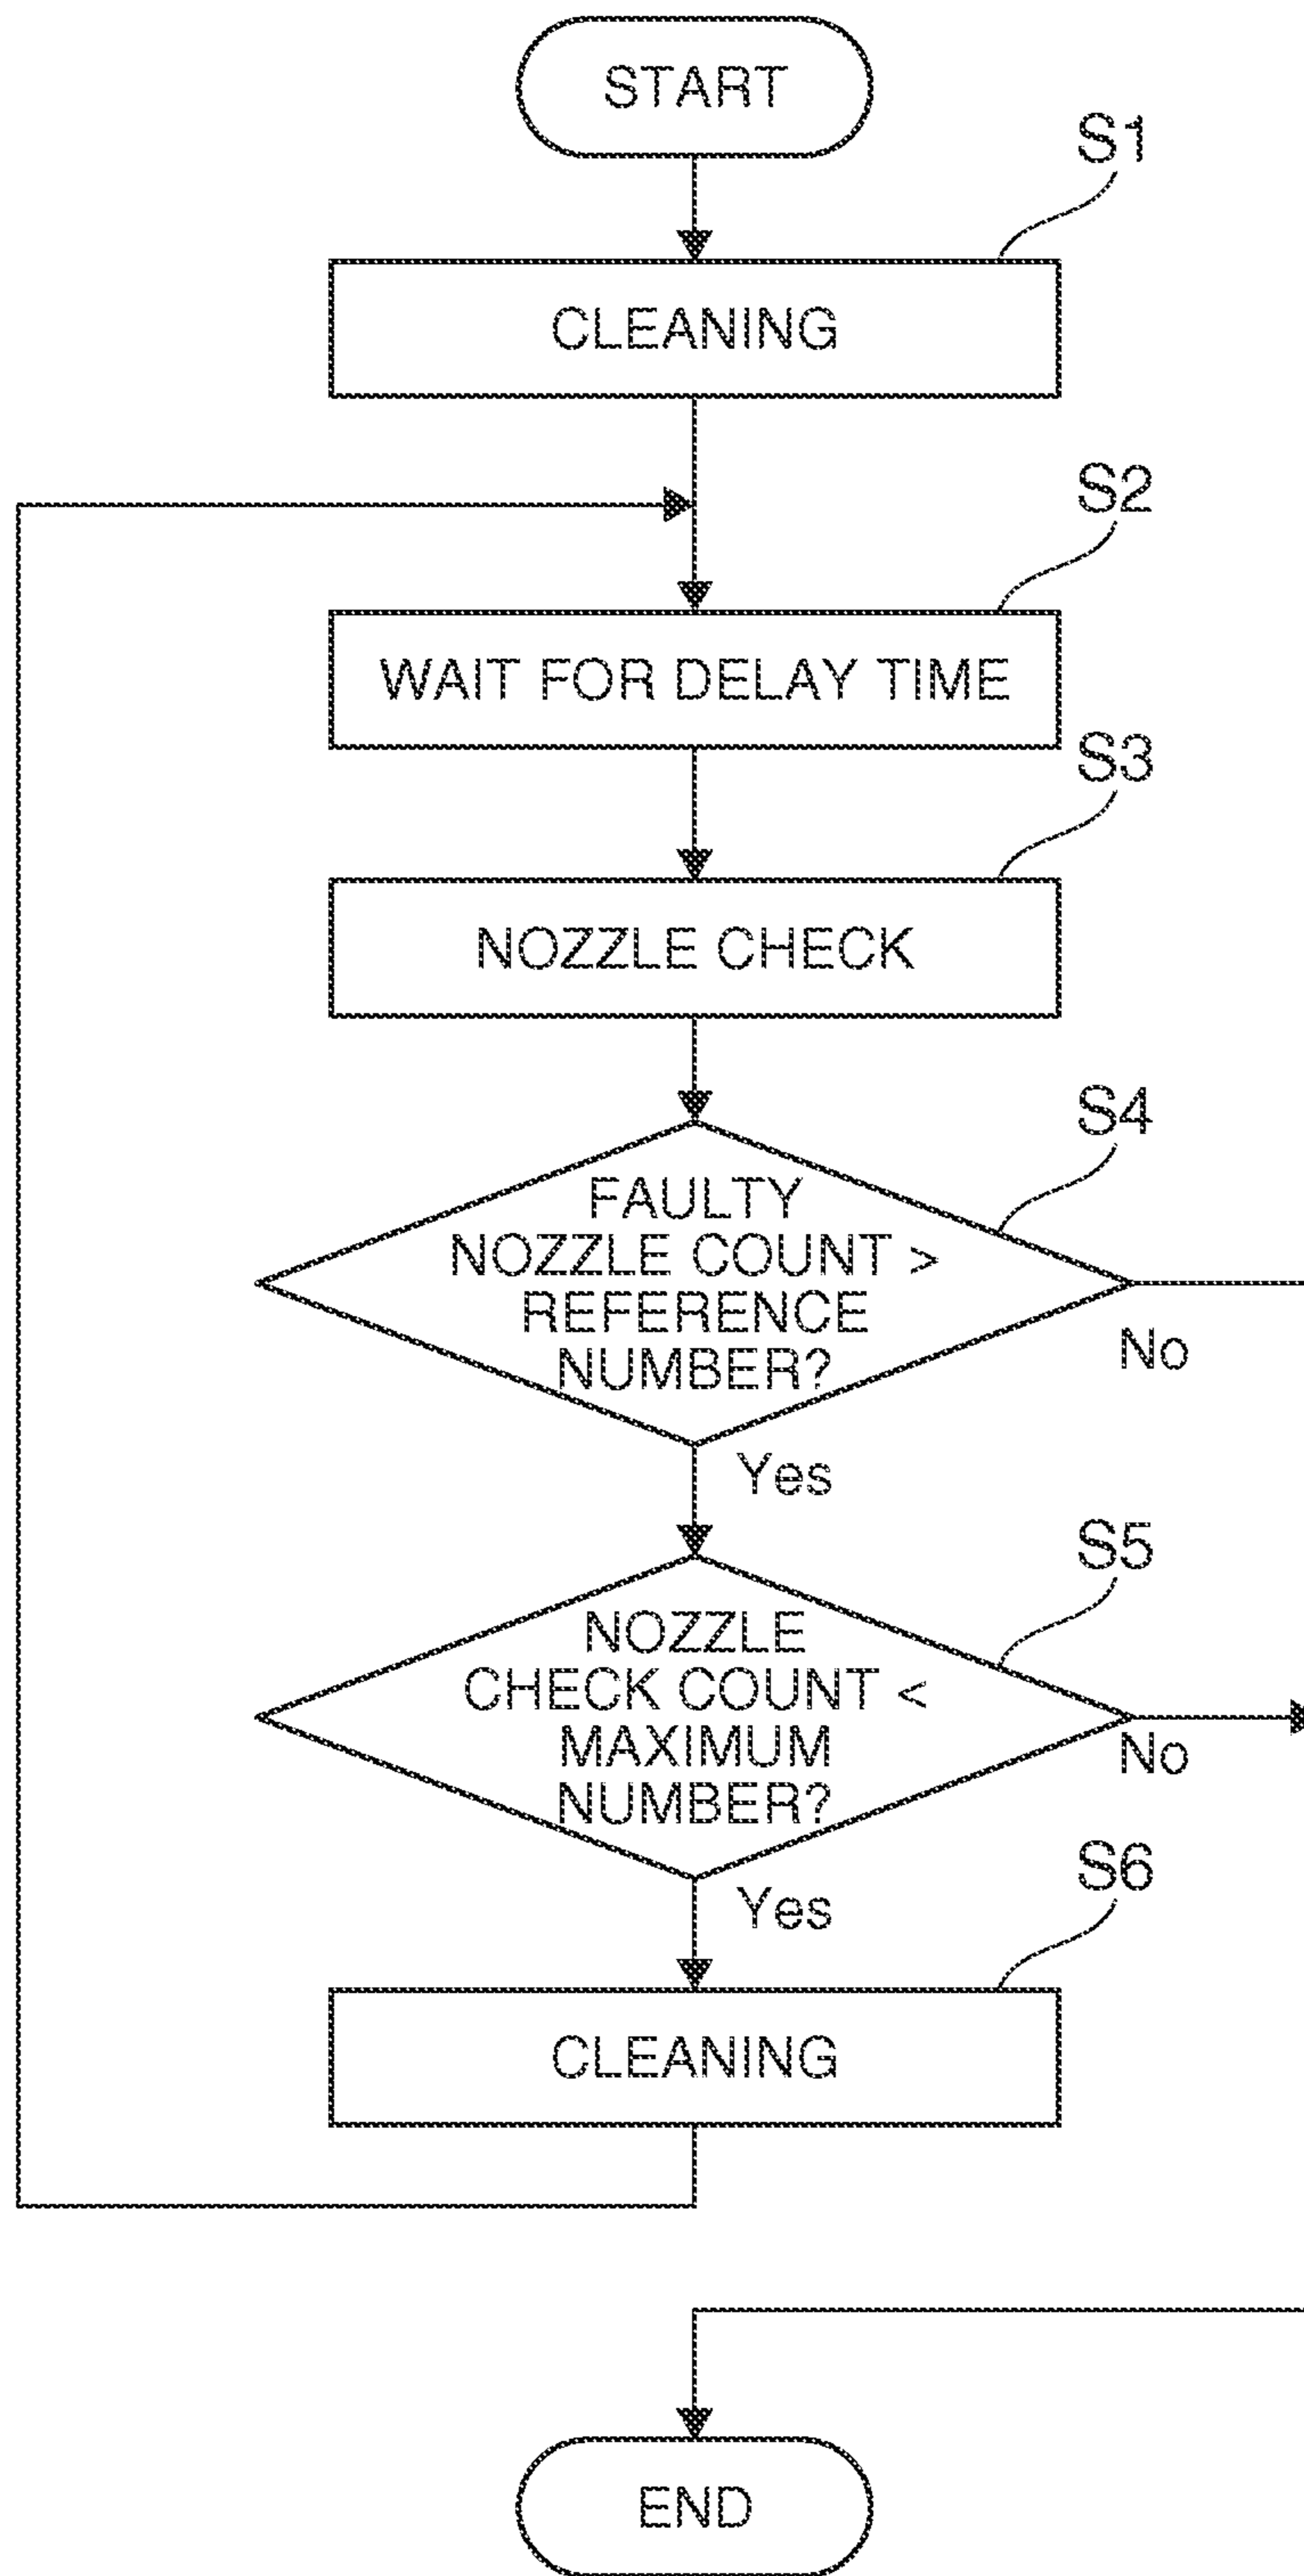 START
S1
CLEANING
S2
WAIT FOR DELAY TIME
S3
NOZZLE CHECK
S4
FAULTY
NOZZLE COUNT >
REFERENCE
NUMBER?
No
Yes
S5
NOZZLE
CHECK COUNT <
MAXIMUM
NUMBER?
No
Yes
S6
CLEANING
END